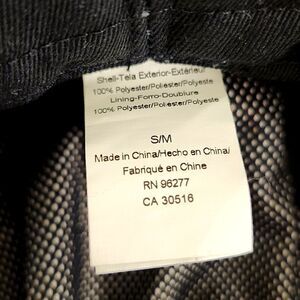 Shell-Tela Exterior-Extérieur
100% Polyester/Poliéster/Polyeste
Lining-Forro-Doublure
100% Polyester/Poliéster/Polyeste
S/M
Made in China/Hecho en China/
Fabriqué en Chine
RN 96277
CA 30516